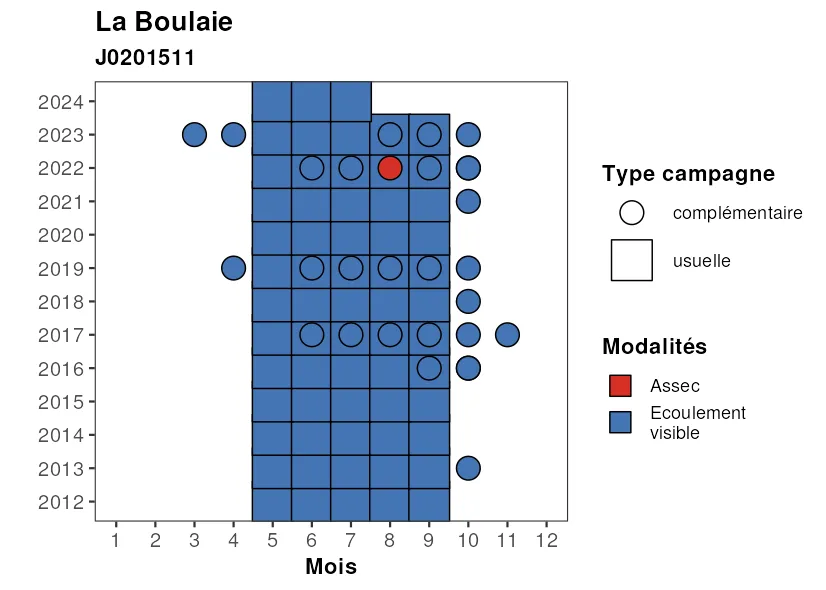 La Boulaie
J0201511
2024
2023
2022
2021
2020
2019
2018
2017
2016
2015
2014
2013
2012
1 2 3 4 5 6 7 8 9 10 11 12
Mois
Type campagne
complémentaire
usuelle
Modalités
Assec
Ecoulement
visible